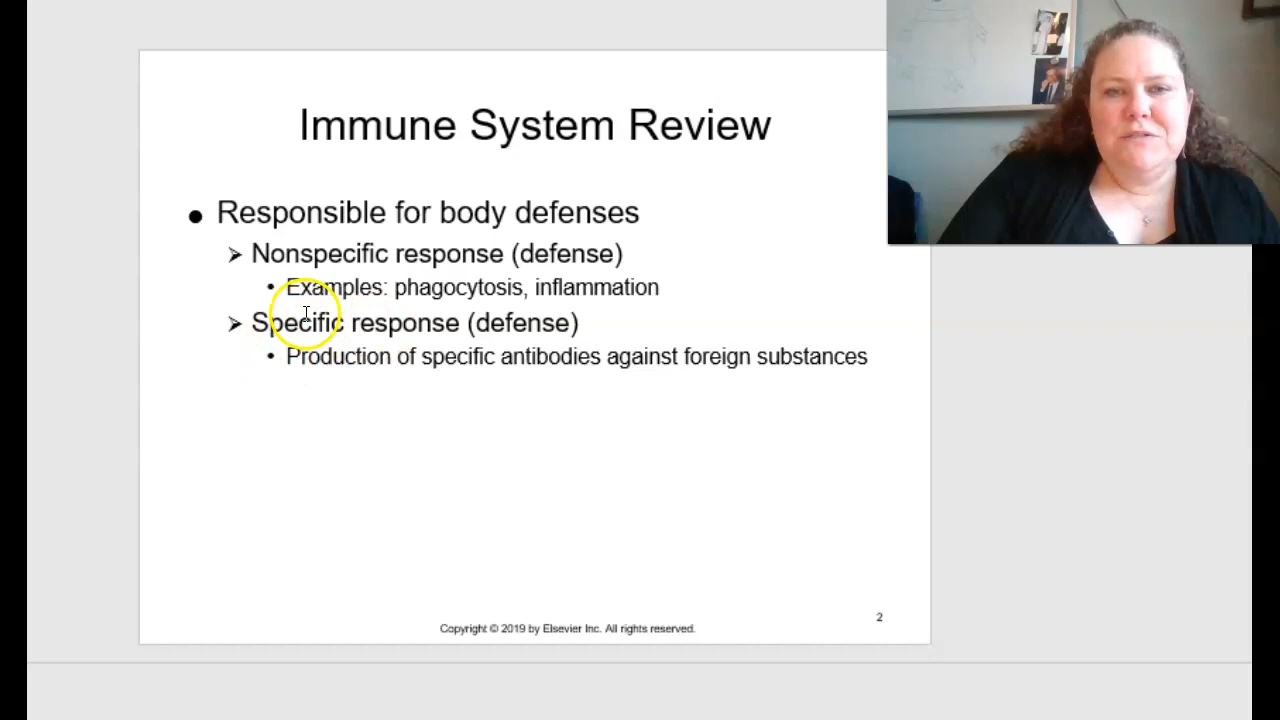 Immune System Review
● Responsible for body defenses
➢ Nonspecific response (defense)
• Examples: phagocytosis, inflammation
➢ Specific response (defense)
• Production of specific antibodies against foreign substances
2
Copyright © 2019 by Elsevier Inc. All rights reserved.